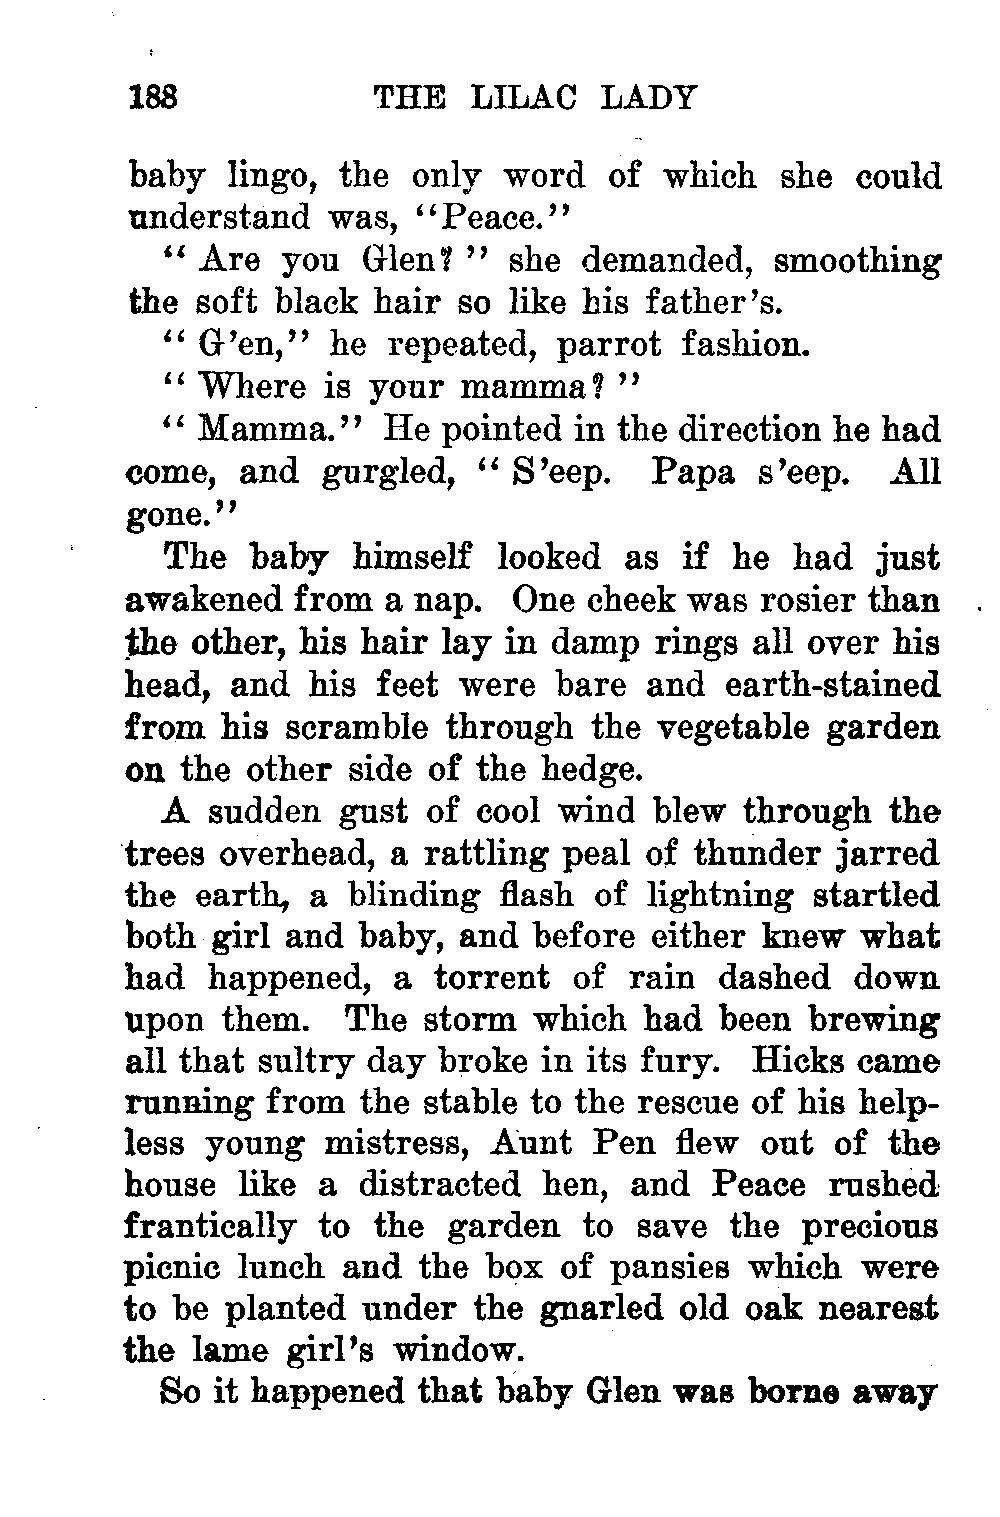 188 THE LILAC LADY
baby lingo, the only word of which she could
understand was, “Peace.”
“ Are you Glen? ” she demanded, smoothing
the soft black hair so like his father’s.
“ G’en,” he repeated, parrot fashion.
“ Where is your mamma? ”
“ Mamma.” He pointed in the direction he had
come, and gurgled, “ S’eep. Papa s’eep. All
gone.”
The baby himself looked as if he had just
awakened from a nap. One cheek was rosier than
the other, his hair lay in damp rings all over his
head, and his feet were bare and earth-stained
from his scramble through the vegetable garden
on the other side of the hedge.
A sudden gust of cool wind blew through the
trees overhead, a rattling peal of thunder jarred
the earth, a blinding flash of lightning startled
both girl and baby, and before either knew what
had happened, a torrent of rain dashed down
upon them. The storm which had been brewing
all that sultry day broke in its fury. Hicks came
running from the stable to the rescue of his help-
less young mistress, Aunt Pen flew out of the
house like a distracted hen, and Peace rushed
frantically to the garden to save the precious
picnic lunch and the box of pansies which were
to be planted under the gnarled old oak nearest
the lame girl’s window.
So it happened that baby Glen was borne away